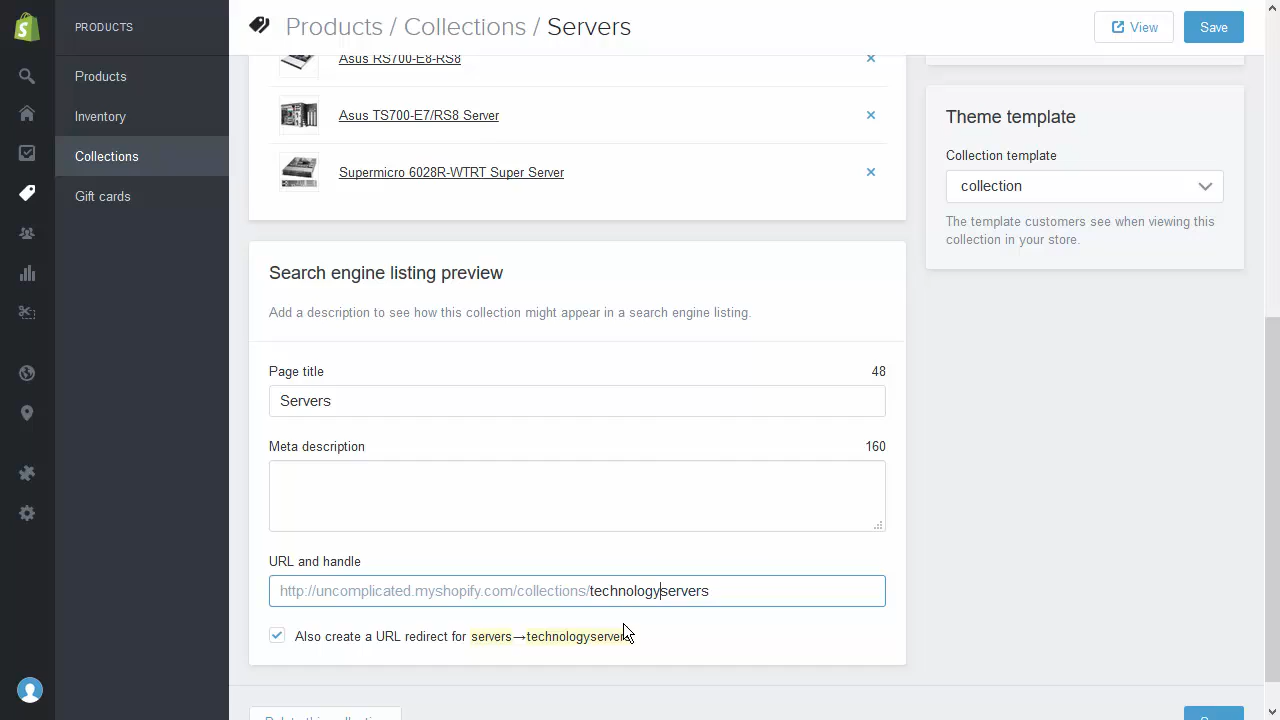 PRODUCTS
Products
Inventory
Collections
Gift cards
Products / Collections / Servers
View
Save
Asus RS700-E8-RS8
Asus TS700-E7/RS8 Server
Supermicro 6028R-WTRT Super Server
Search engine listing preview
Add a description to see how this collection might appear in a search engine listing.
Page title 48
Servers
Meta description 160
URL and handle
http://uncomplicated.myshopify.com/collections/technologyservers
Also create a URL redirect for servers→technologyservers
Theme template
Collection template
collection
The template customers see when viewing this
collection in your store.